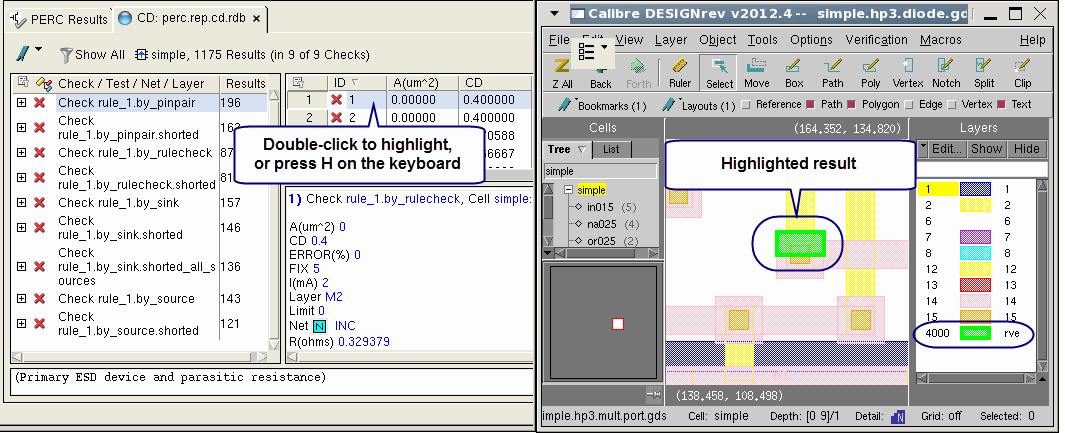 PERC Results
CD: perc.rep.cd.rdb
Show All
simple, 1175 Results (in 9 of 9 Checks)
Check / Test / Net / Layer
Results
Check rule_1.by_pinpair
196
Check
rule_1.by_pinpair.shorted
Check rule_1.by_rulecheck
Check
rule_1.by_rulecheck.shorted
Check rule_1.by_sink
157
Check
rule_1.by_sink.shorted
146
Check
rule_1.by_sink.shorted_all_s
ources
136
Check rule_1.by_source
143
Check
rule_1.by_source.shorted
121
(Primary ESD device and parasitic resistance)
ID
A(um^2)
CD
1
1
0.00000
0.400000
2
2
0.00000
0.400000
Double-click to highlight,
or press H on the keyboard
1) Check rule_1.by_rulecheck, Cell simple:
A(um^2) 0
CD 0.4
ERROR(%) 0
FIX 5
I(mA) 2
Layer M2
Limit 0
Net N INC
R(ohms) 0.329379
Calibre DESIGNrev v2012.4 -- simple.hp3.diode.gd
File Edit View Layer Object Tools Options Verification Macros Help
Z All Back Forth Ruler Select Move Box Path Poly Vertex Notch Split Clip
Bookmarks (1) Layouts (1) Reference Path Polygon Edge Vertex Text
Cells
Tree List
simple
simple
in015 (5)
na025 (4)
or025 (2)
(164.352, 134.820)
Highlighted result
(138.458, 108.498)
Layers
Edit... Show Hide
1 1
2 2
6 6
7 7
8 8
12 12
13 13
14 14
15 15
4000 rve
imple.hp3.mult.port.gds Cell: simple Depth: [0 9]/1 Detail: N Grid: off Selected: 0